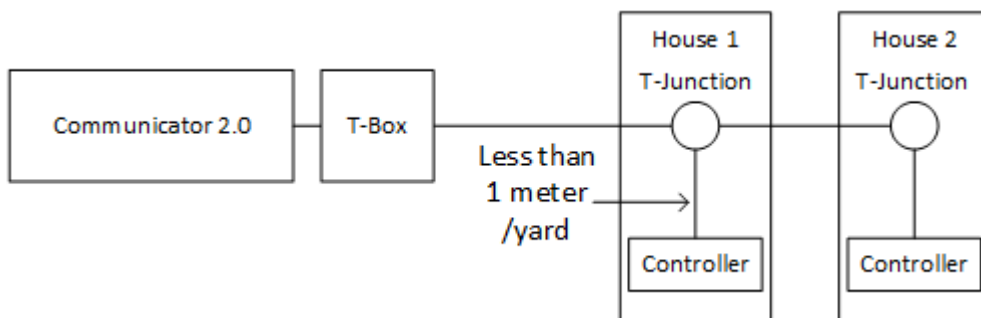 House 1
House 2
T-Junction
T-Junction
Communicator 2.0
T-Box
Less than
1 meter
/yard
Controller
Controller